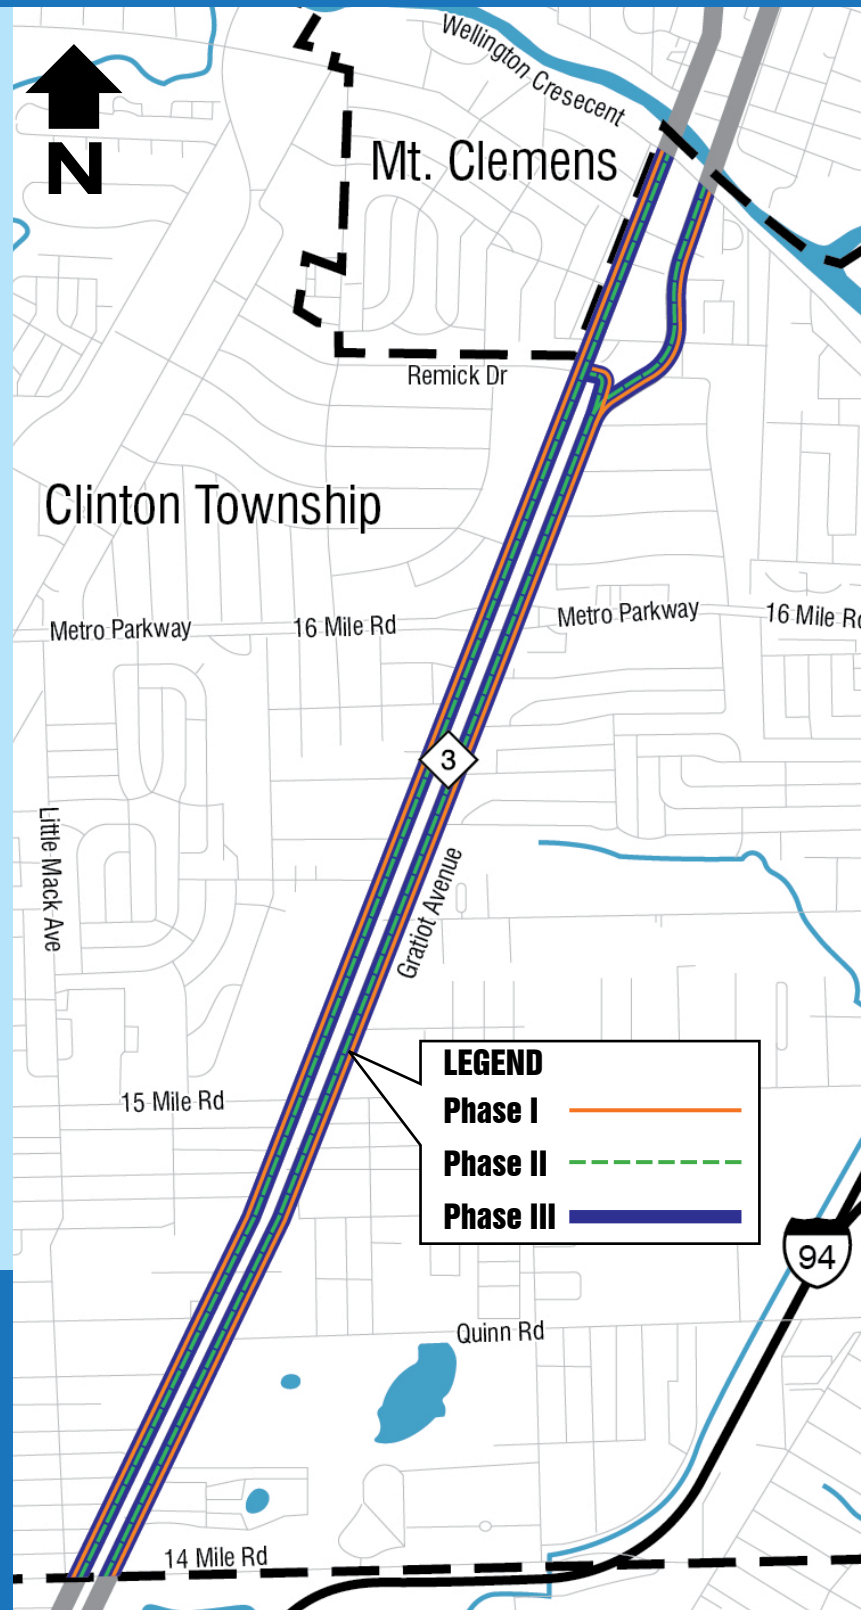 Wellington Cresecent
N
Mt. Clemens
Remick Dr
Clinton Township
Metro Parkway
16 Mile Rd
Metro Parkway
16 Mile Rd
3
Little Mack Ave
Gratiot Avenue
LEGEND
Phase I
Phase II
Phase III
15 Mile Rd
94
Quinn Rd
14 Mile Rd